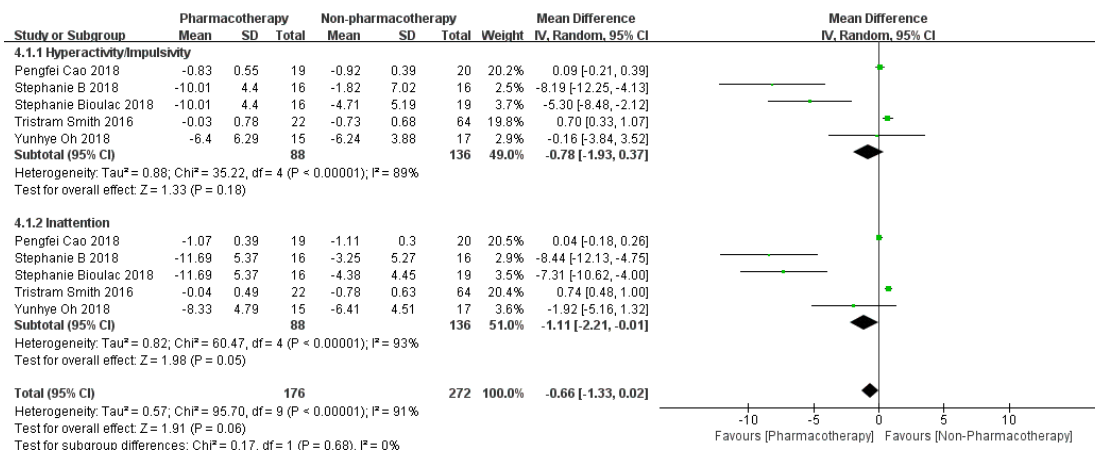 Pharmacotherapy Non-pharmacotherapy Mean Difference Mean Difference
Study or Subgroup Mean SD Total Mean SD Total Weight IV, Random, 95% CI IV, Random, 95% CI
4.1.1 Hyperactivity/Impulsivity
Pengfei Cao 2018 -0.83 0.55 19 -0.92 0.39 20 20.2% 0.09 [-0.21, 0.39]
Stephanie B 2018 -10.01 4.4 16 -1.82 7.02 16 2.5% -8.19 [-12.25, -4.13]
Stephanie Bioulac 2018 -10.01 4.4 16 -4.71 5.19 19 3.7% -5.30 [-8.48, -2.12]
Tristram Smith 2016 -0.03 0.78 22 -0.73 0.68 64 19.8% 0.70 [0.33, 1.07]
Yunhye Oh 2018 -6.4 6.29 15 -6.24 3.88 17 2.9% -0.16 [-3.84, 3.52]
Subtotal (95% CI) 88 136 49.0% -0.78 [-1.93, 0.37]
Heterogeneity: Tau² = 0.88; Chi² = 35.22, df = 4 (P < 0.00001); I² = 89%
Test for overall effect: Z = 1.33 (P = 0.18)
4.1.2 Inattention
Pengfei Cao 2018 -1.07 0.39 19 -1.11 0.3 20 20.5% 0.04 [-0.18, 0.26]
Stephanie B 2018 -11.69 5.37 16 -3.25 5.27 16 2.9% -8.44 [-12.13, -4.75]
Stephanie Bioulac 2018 -11.69 5.37 16 -4.38 4.45 19 3.5% -7.31 [-10.62, -4.00]
Tristram Smith 2016 -0.04 0.49 22 -0.78 0.63 64 20.4% 0.74 [0.48, 1.00]
Yunhye Oh 2018 -8.33 4.79 15 -6.41 4.51 17 3.6% -1.92 [-5.16, 1.32]
Subtotal (95% CI) 88 136 51.0% -1.11 [-2.21, -0.01]
Heterogeneity: Tau² = 0.82; Chi² = 60.47, df = 4 (P < 0.00001); I² = 93%
Test for overall effect: Z = 1.98 (P = 0.05)
Total (95% CI) 176 272 100.0% -0.66 [-1.33, 0.02]
Heterogeneity: Tau² = 0.57; Chi² = 95.70, df = 9 (P < 0.00001); I² = 91%
Test for overall effect: Z = 1.91 (P = 0.06)
Test for subgroup differences: Chi² = 0.17, df = 1 (P = 0.68), I² = 0%
-10 -5 0 5 10
Favours [Pharmacotherapy] Favours [Non-Pharmacotherapy]